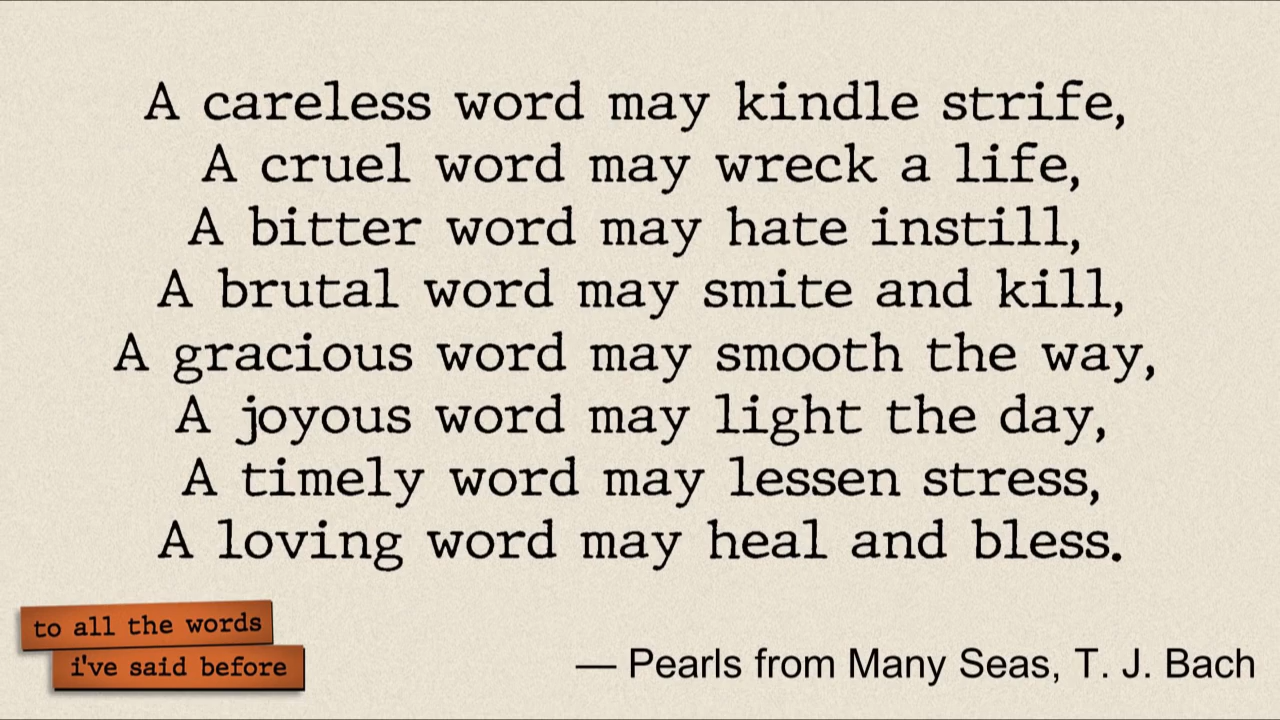 A careless word may kindle strife,
A cruel word may wreck a life,
A bitter word may hate instill,
A brutal word may smite and kill,
A gracious word may smooth the way,
A joyous word may light the day,
A timely word may lessen stress,
A loving word may heal and bless.
to all the words
i've said before
— Pearls from Many Seas, T. J. Bach